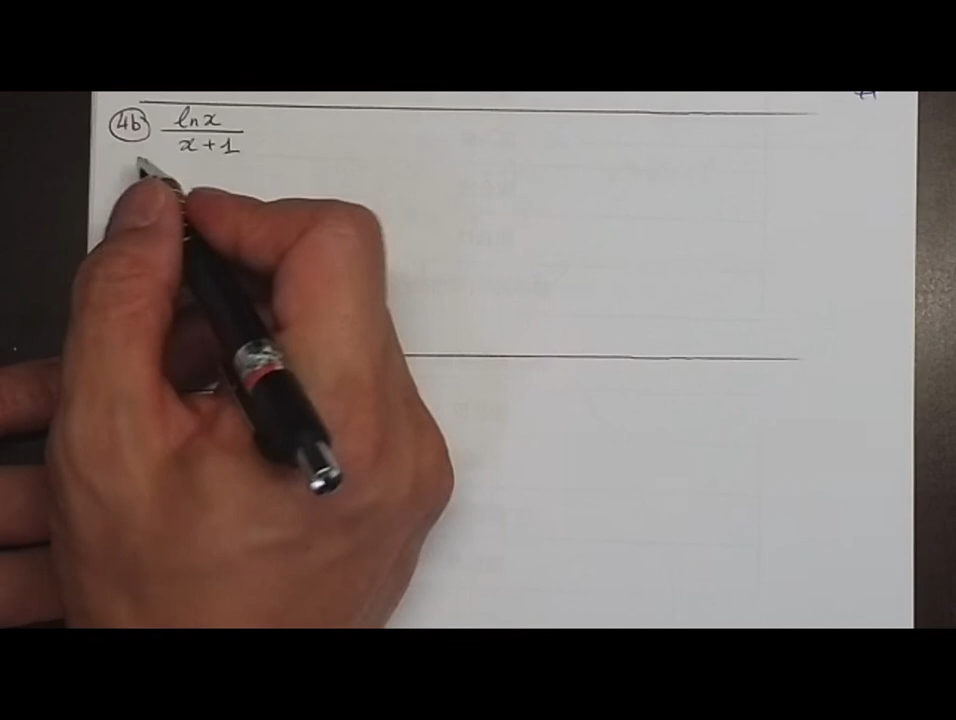 4b ln x
x + 1